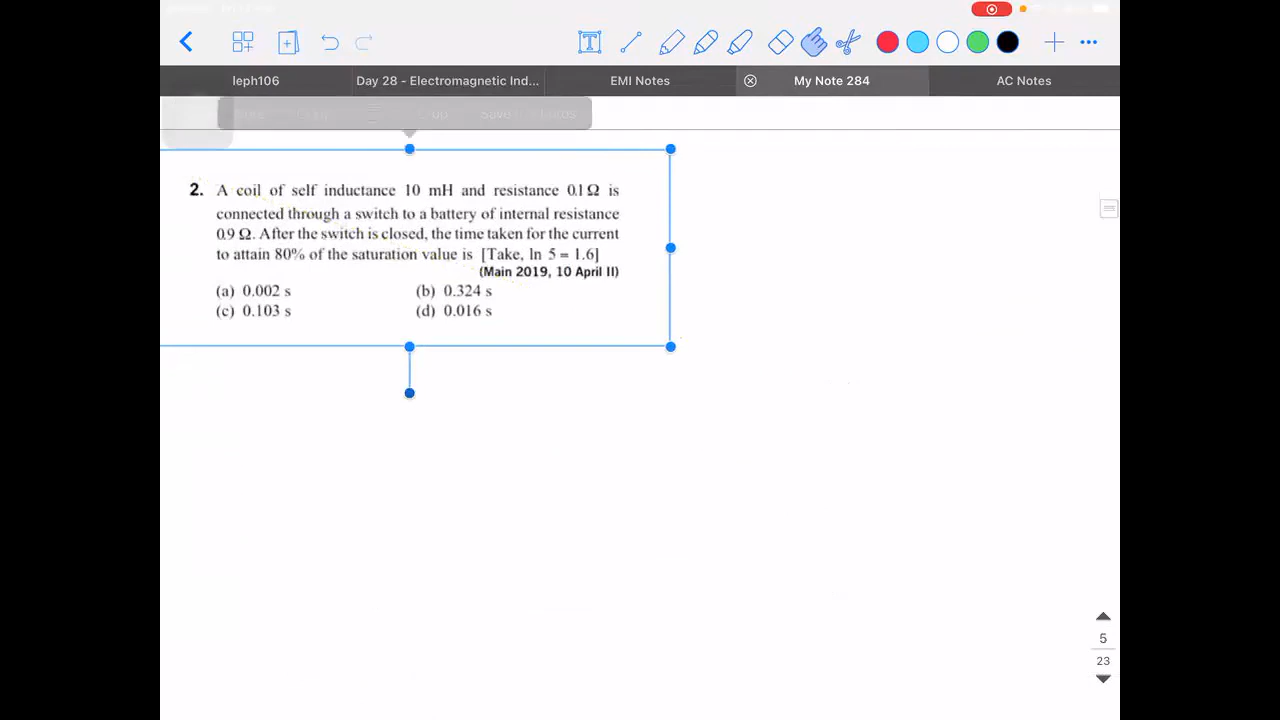 leph106
Day 28 - Electromagnetic Ind...
EMI Notes
My Note 284
AC Notes
2. A coil of self inductance 10 mH and resistance 0.1 Ω is
connected through a switch to a battery of internal resistance
0.9 Ω. After the switch is closed, the time taken for the current
to attain 80% of the saturation value is [Take, ln 5 = 1.6]
(Main 2019, 10 April II)
(a) 0.002 s (b) 0.324 s
(c) 0.103 s (d) 0.016 s
5
23